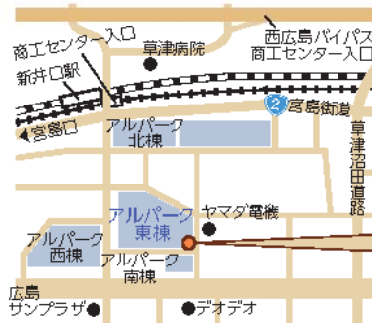 西広島バイパス
商工センター入口
商工センター入口
草津病院
新井口駅
2
宮島街道
宮島口
アルパーク
北棟
草津沼田道路
アルパーク
東棟
ヤマダ電機
アルパーク
西棟
アルパーク
南棟
広島
サンプラザ
デオデオ